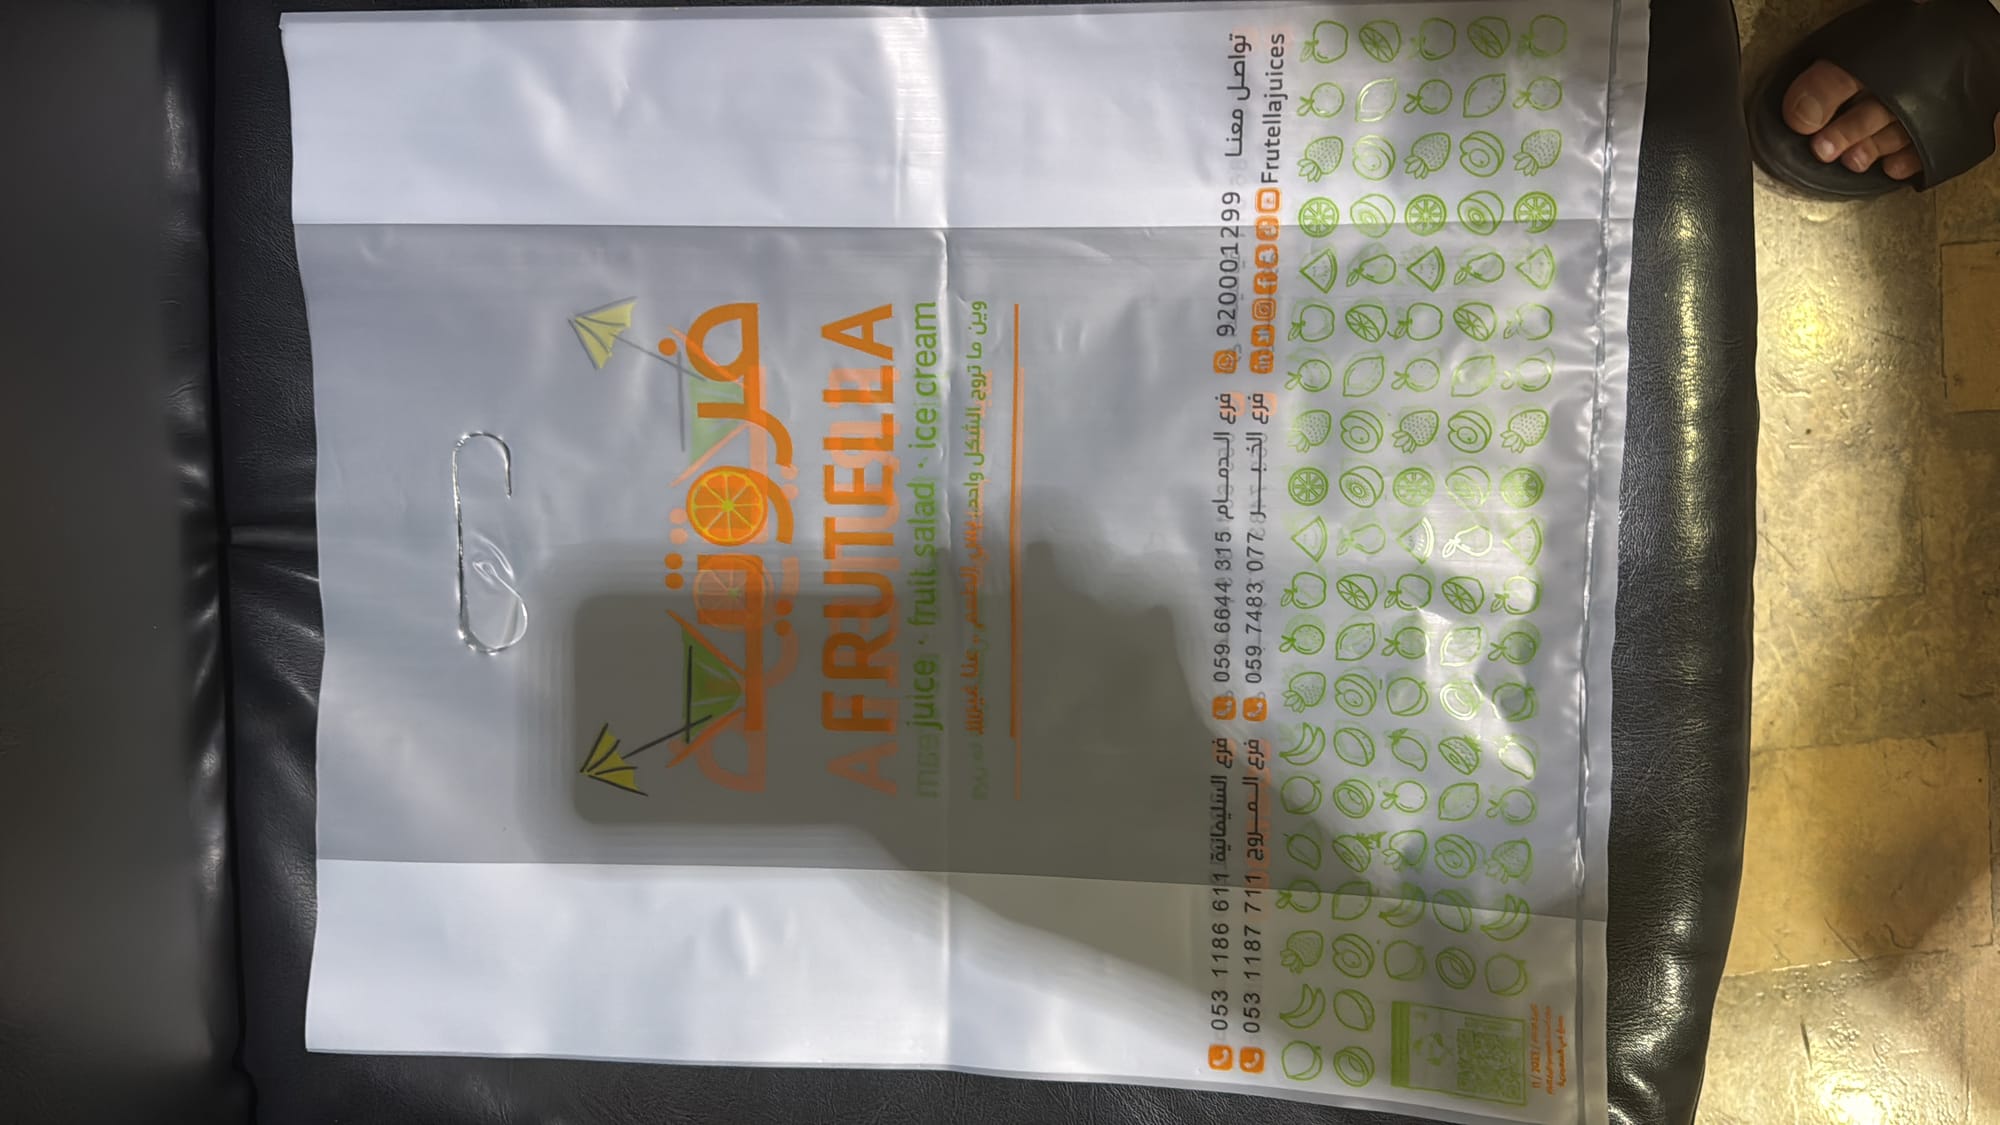 فروتيلا
FRUTELLA
juice · fruit salad · ice cream
وين ما تروح الشكل واحد
تواصل معنا 920001299
Frutellajuices
فرع الدمام 059 6644 315
فرع الخبر 059 7483 077
فرع السليمانية 053 1186 611
فرع المروج 053 1187 711